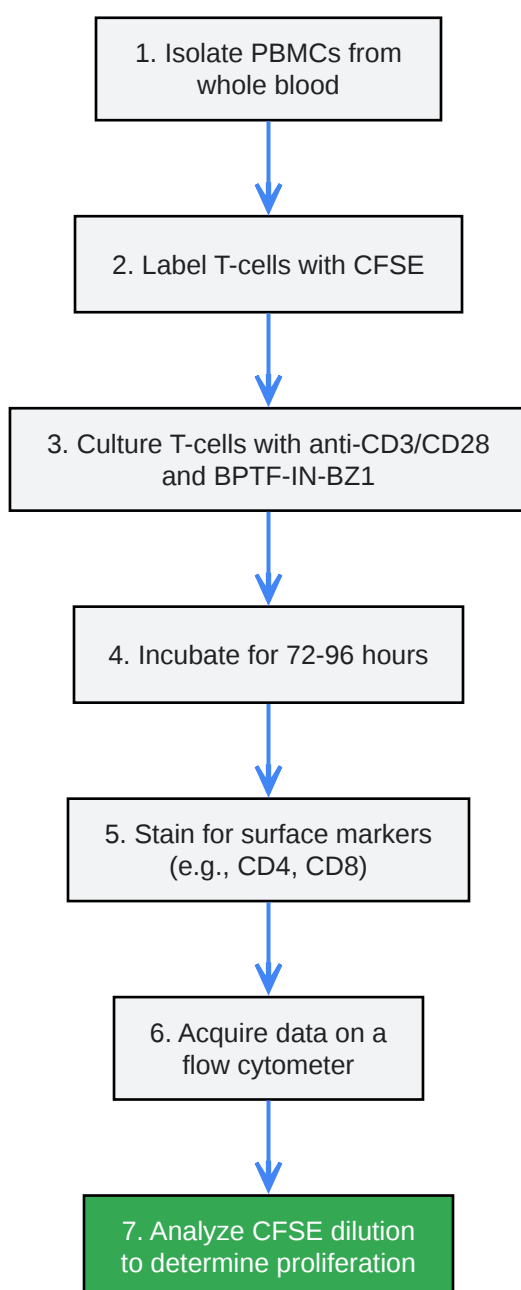 1. Isolate PBMCs from
whole blood
2. Label T-cells with CFSE
3. Culture T-cells with anti-CD3/CD28
and BPTF-IN-BZ1
4. Incubate for 72-96 hours
5. Stain for surface markers
(e.g., CD4, CD8)
6. Acquire data on a
flow cytometer
7. Analyze CFSE dilution
to determine proliferation